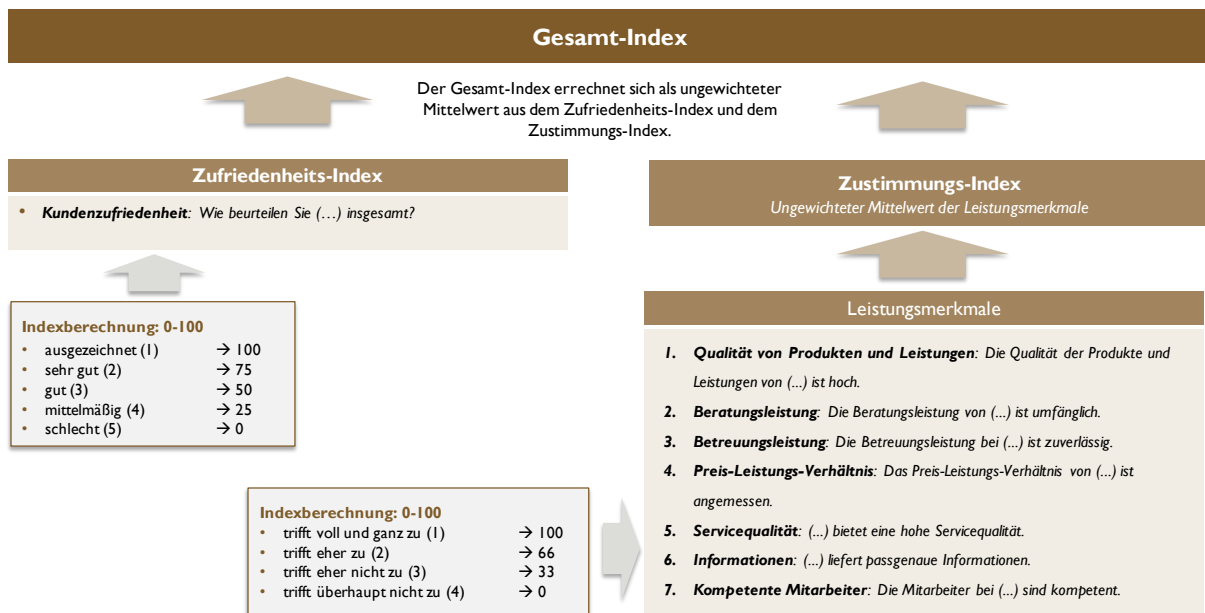 Gesamt-Index
Der Gesamt-Index errechnet sich als ungewichteter
Mittelwert aus dem Zufriedenheits-Index und dem
Zustimmungs-Index.
Zufriedenheits-Index
• Kundenzufriedenheit: Wie beurteilen Sie (…) insgesamt?
Indexberechnung: 0-100
• ausgezeichnet (1) → 100
• sehr gut (2) → 75
• gut (3) → 50
• mittelmäßig (4) → 25
• schlecht (5) → 0
Indexberechnung: 0-100
• trifft voll und ganz zu (1) → 100
• trifft eher zu (2) → 66
• trifft eher nicht zu (3) → 33
• trifft überhaupt nicht zu (4) → 0
Zustimmungs-Index
Ungewichteter Mittelwert der Leistungsmerkmale
Leistungsmerkmale
1. Qualität von Produkten und Leistungen: Die Qualität der Produkte und
Leistungen von (...) ist hoch.
2. Beratungsleistung: Die Beratungsleistung von (...) ist umfänglich.
3. Betreuungsleistung: Die Betreuungsleistung bei (...) ist zuverlässig.
4. Preis-Leistungs-Verhältnis: Das Preis-Leistungs-Verhältnis von (...) ist
angemessen.
5. Servicequalität: (...) bietet eine hohe Servicequalität.
6. Informationen: (...) liefert passgenaue Informationen.
7. Kompetente Mitarbeiter: Die Mitarbeiter bei (...) sind kompetent.